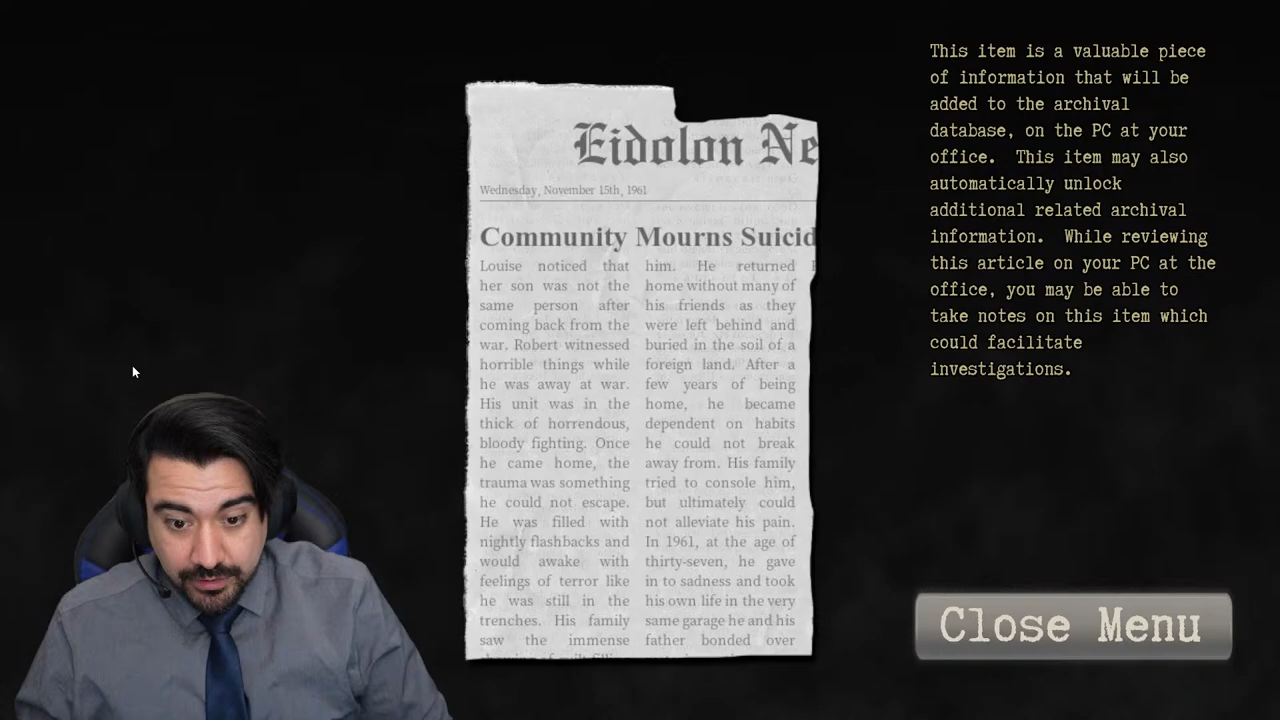 Eidolon Ne
Wednesday, November 15th, 1961
Community Mourns Suicid
Louise noticed that
her son was not the
same person after
coming back from the
war. Robert witnessed
horrible things while
he was away at war.
His unit was in the
thick of horrendous,
bloody fighting. Once
he came home, the
trauma was something
he could not escape.
He was filled with
nightly flashbacks and
would awake with
feelings of terror like
he was still in the
trenches. His family
saw the immense
him. He returned
home without many of
his friends as they
were left behind and
buried in the soil of a
foreign land. After a
few years of being
home, he became
dependent on habits
he could not break
away from. His family
tried to console him,
but ultimately could
not alleviate his pain.
In 1961, at the age of
thirty-seven, he gave
in to sadness and took
his own life in the very
same garage he and his
father bonded over
This item is a valuable piece
of information that will be
added to the archival
database, on the PC at your
office. This item may also
automatically unlock
additional related archival
information. While reviewing
this article on your PC at the
office, you may be able to
take notes on this item which
could facilitate
investigations.
Close Menu